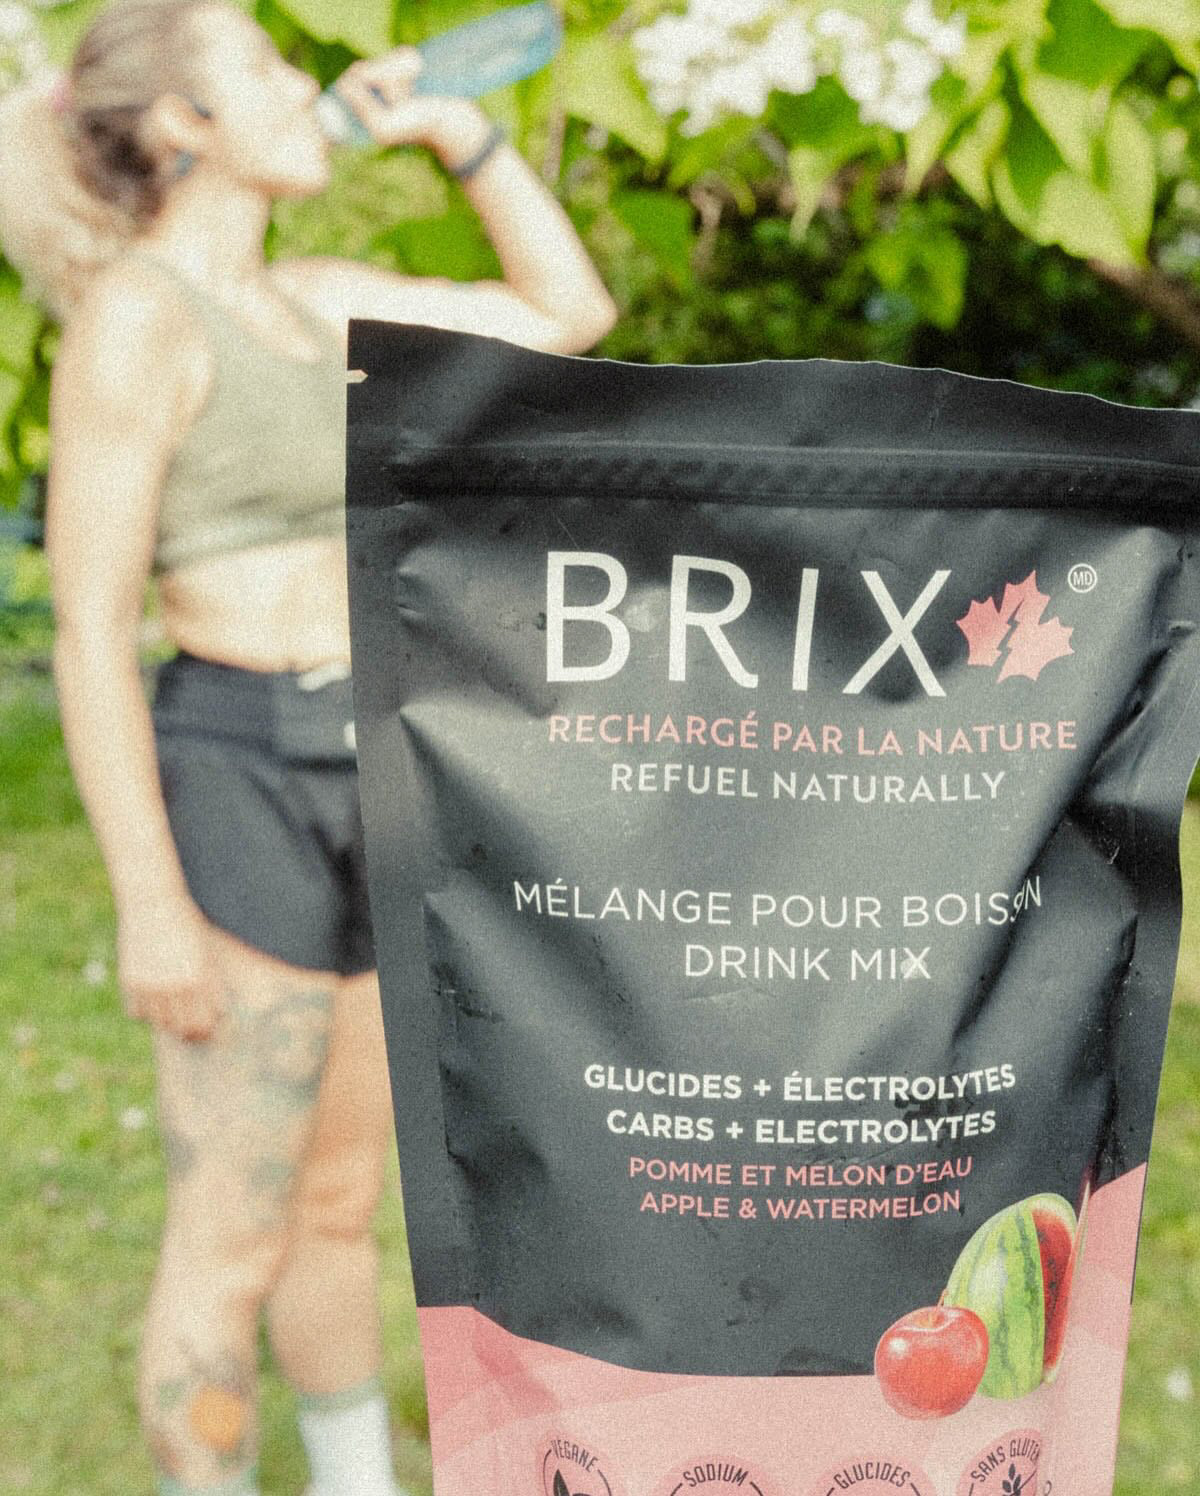 BRIX MD
RECHARGÉ PAR LA NATURE
REFUEL NATURALLY
MÉLANGE POUR BOISSON
DRINK MIX
GLUCIDES + ÉLECTROLYTES
CARBS + ELECTROLYTES
POMME ET MELON D'EAU
APPLE & WATERMELON
VÉGANE
SODIUM
GLUCIDES
SANS GLUTEN